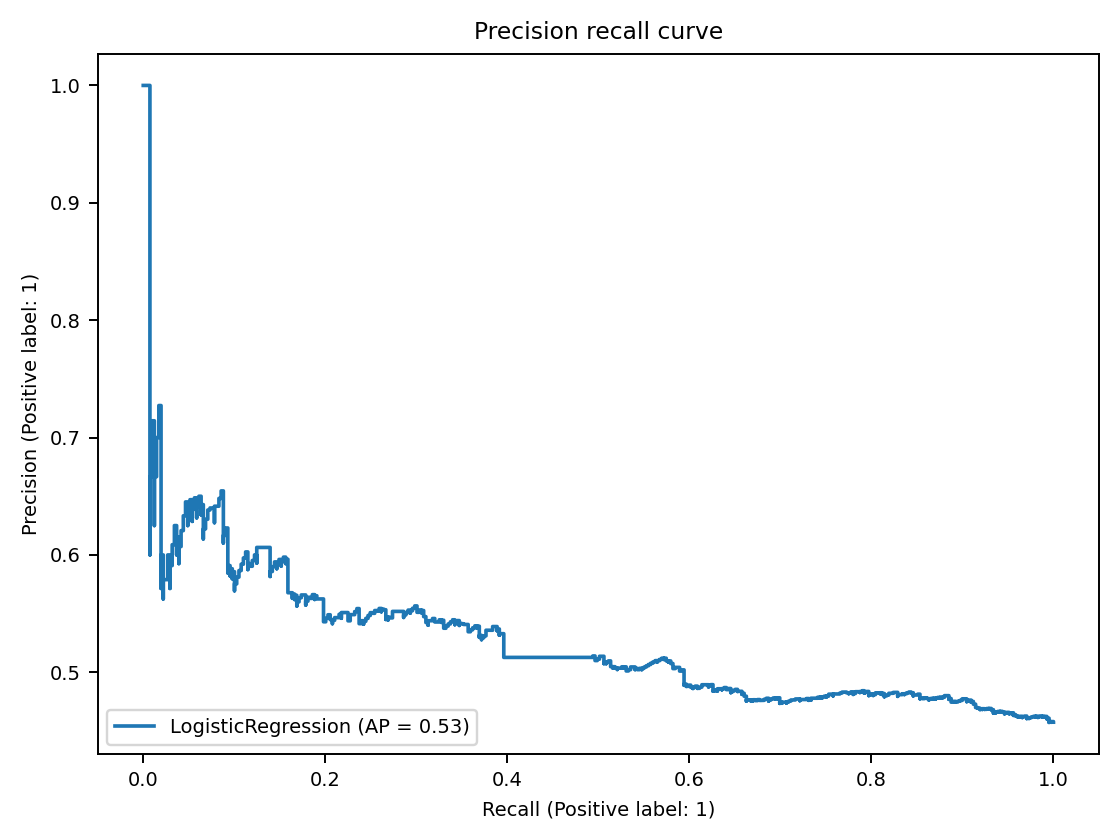 Precision recall curve
1.0
0.9
0.8
0.7
0.6
0.5
Precision (Positive label: 1)
LogisticRegression (AP = 0.53)
0.0 0.2 0.4 0.6 0.8 1.0
Recall (Positive label: 1)